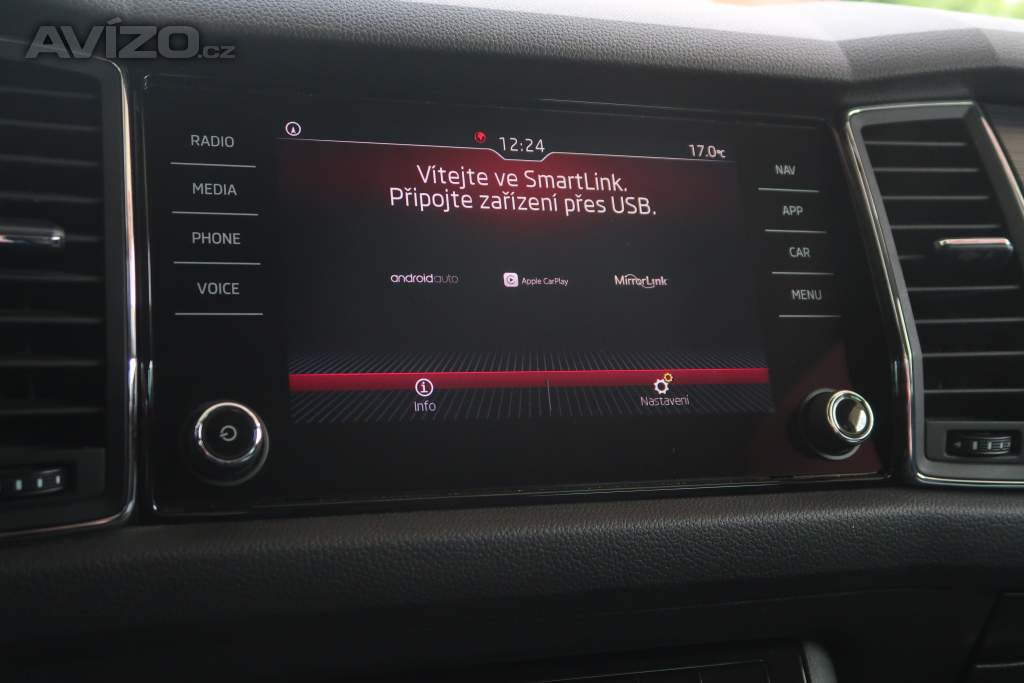 AVÍZO.cz
RADIO
MEDIA
PHONE
VOICE
12:24
17.0°C
Vítejte ve SmartLink.
Připojte zařízení přes USB.
androidauto
Apple CarPlay
MirrorLink
Info
Nastavení
NAV
APP
CAR
MENU